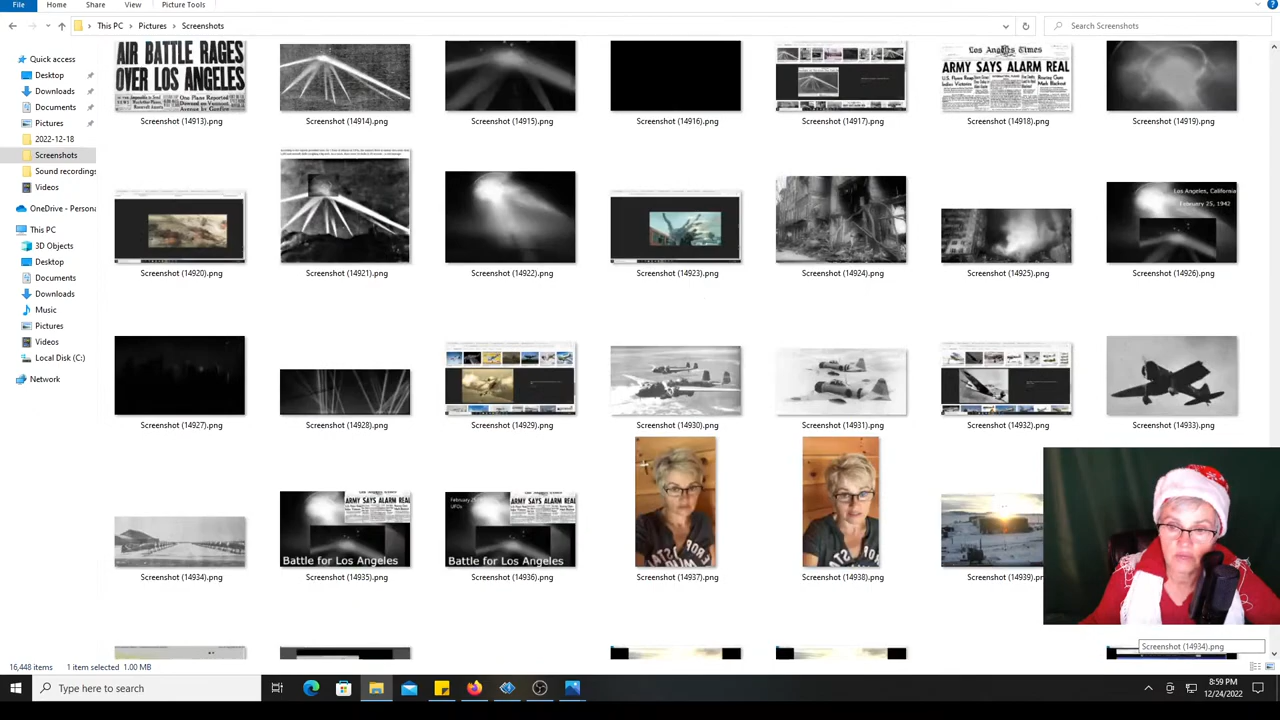 File
Home
Share
View
Picture Tools
This PC
Pictures
Screenshots
Search Screenshots
Quick access
Desktop
Downloads
Documents
Pictures
2022-12-18
Screenshots
Sound recordings
Videos
OneDrive - Persona
This PC
3D Objects
Desktop
Documents
Downloads
Music
Pictures
Videos
Local Disk (C:)
Network
AIR BATTLE RAGES
OVER LOS ANGELES
Los Angeles Times
ARMY SAYS ALARM REAL
Screenshot (14913).png
Screenshot (14914).png
Screenshot (14915).png
Screenshot (14916).png
Screenshot (14917).png
Screenshot (14918).png
Screenshot (14919).png
Los Angeles, California
February 25, 1942
Screenshot (14920).png
Screenshot (14921).png
Screenshot (14922).png
Screenshot (14923).png
Screenshot (14924).png
Screenshot (14925).png
Screenshot (14926).png
Screenshot (14927).png
Screenshot (14928).png
Screenshot (14929).png
Screenshot (14930).png
Screenshot (14931).png
Screenshot (14932).png
Screenshot (14933).png
ARMY SAYS ALARM REAL
Battle for Los Angeles
ARMY SAYS ALARM REAL
UFOs
Battle for Los Angeles
Screenshot (14934).png
Screenshot (14935).png
Screenshot (14936).png
Screenshot (14937).png
Screenshot (14938).png
Screenshot (14939).png
Screenshot (14934).png
16,448 items
1 item selected 1.00 MB
Type here to search
8:59 PM
12/24/2022